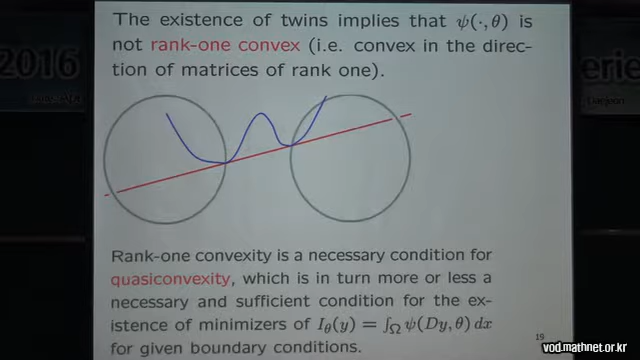 The existence of twins implies that ψ(·, θ) is
not rank-one convex (i.e. convex in the direc-
tion of matrices of rank one).
2016
erie
Daejeon
Rank-one convexity is a necessary condition for
quasiconvexity, which is in turn more or less a
necessary and sufficient condition for the ex-
istence of minimizers of I_θ(y) = ∫_Ω ψ(Dy, θ) dx
for given boundary conditions.
19
vod.mathnet.or.kr